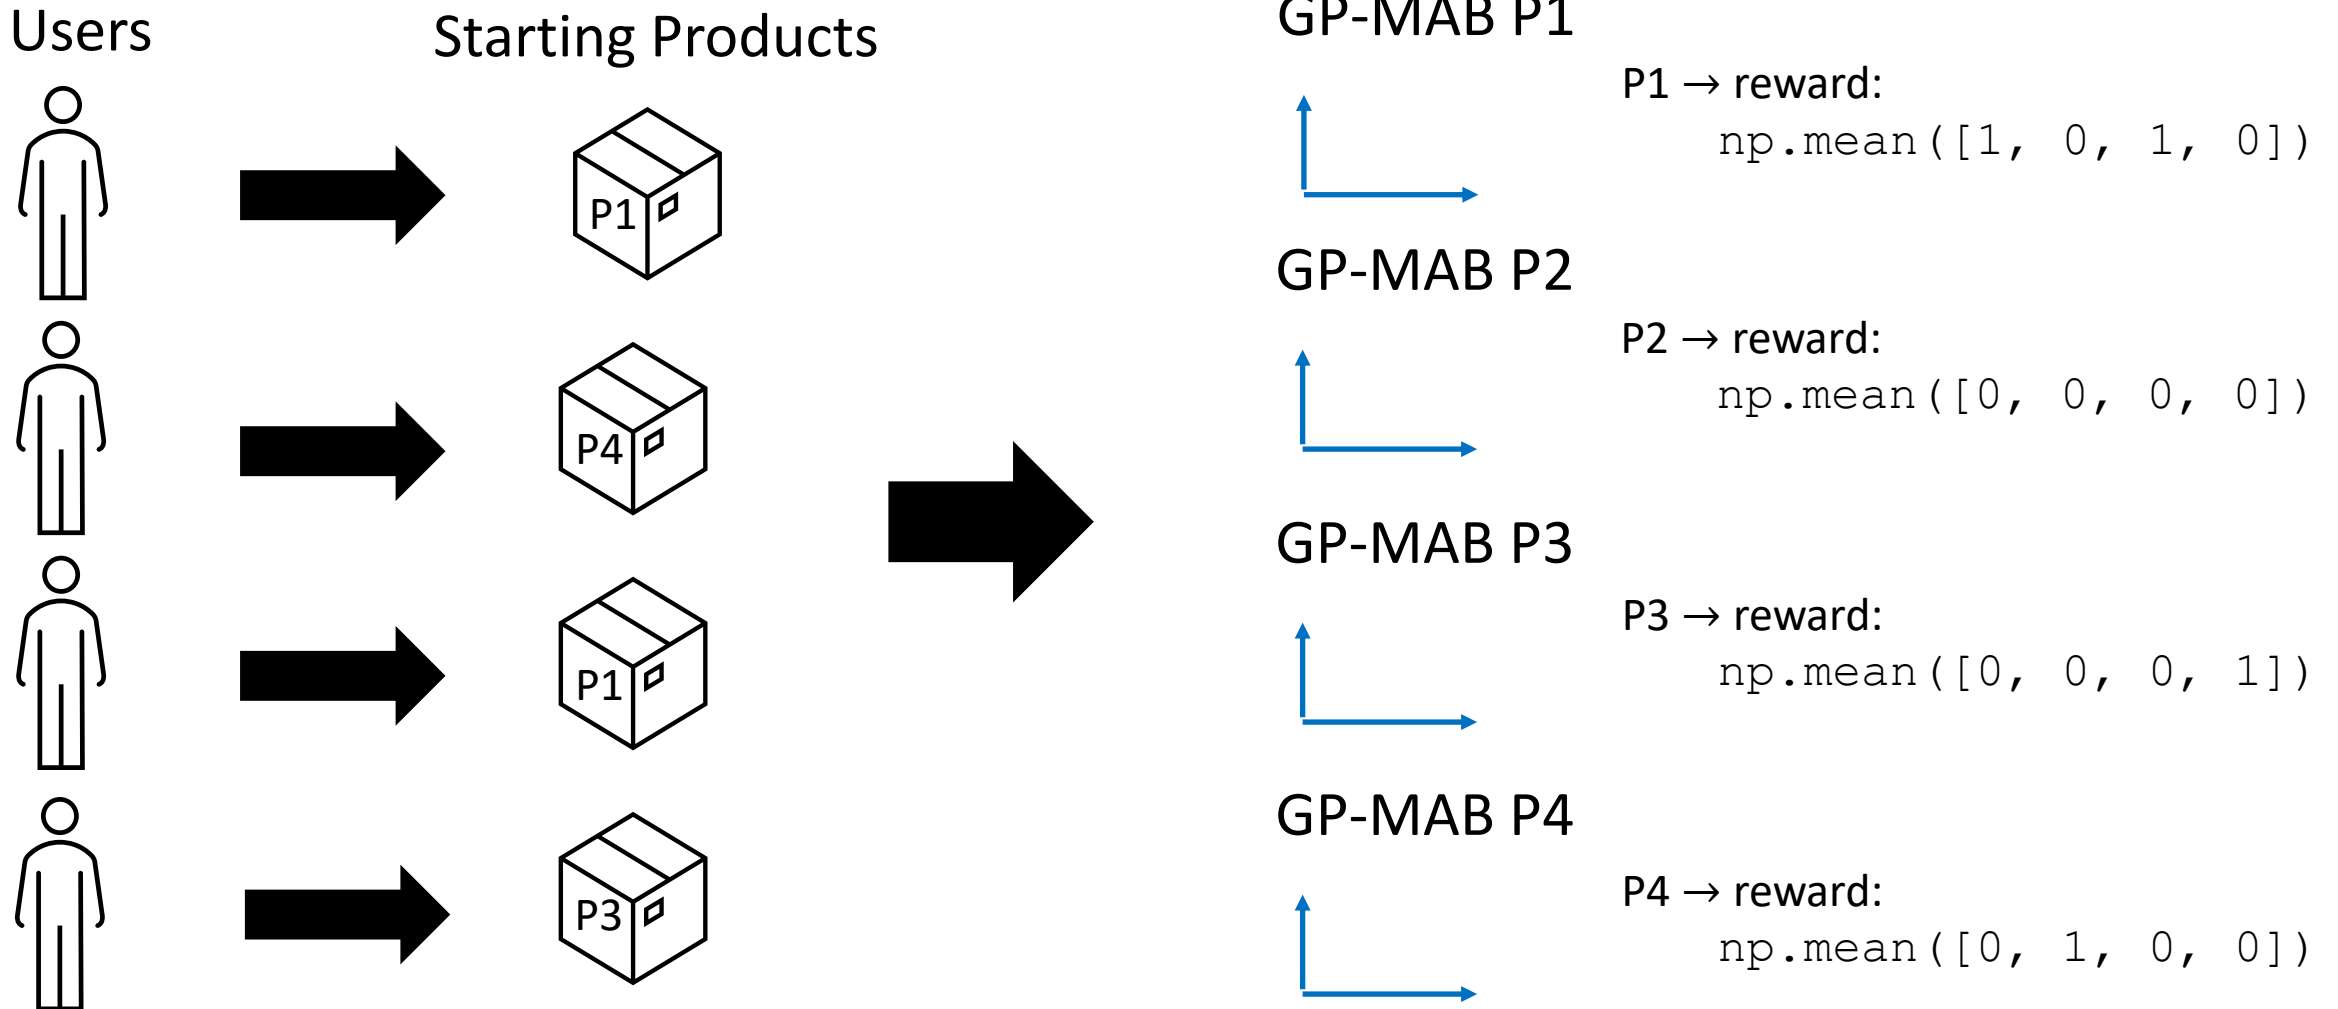 Users
Starting Products
P1
P4
P1
P3
GP-MAB P1
P1 → reward:
np.mean([1, 0, 1, 0])
GP-MAB P2
P2 → reward:
np.mean([0, 0, 0, 0])
GP-MAB P3
P3 → reward:
np.mean([0, 0, 0, 1])
GP-MAB P4
P4 → reward:
np.mean([0, 1, 0, 0])